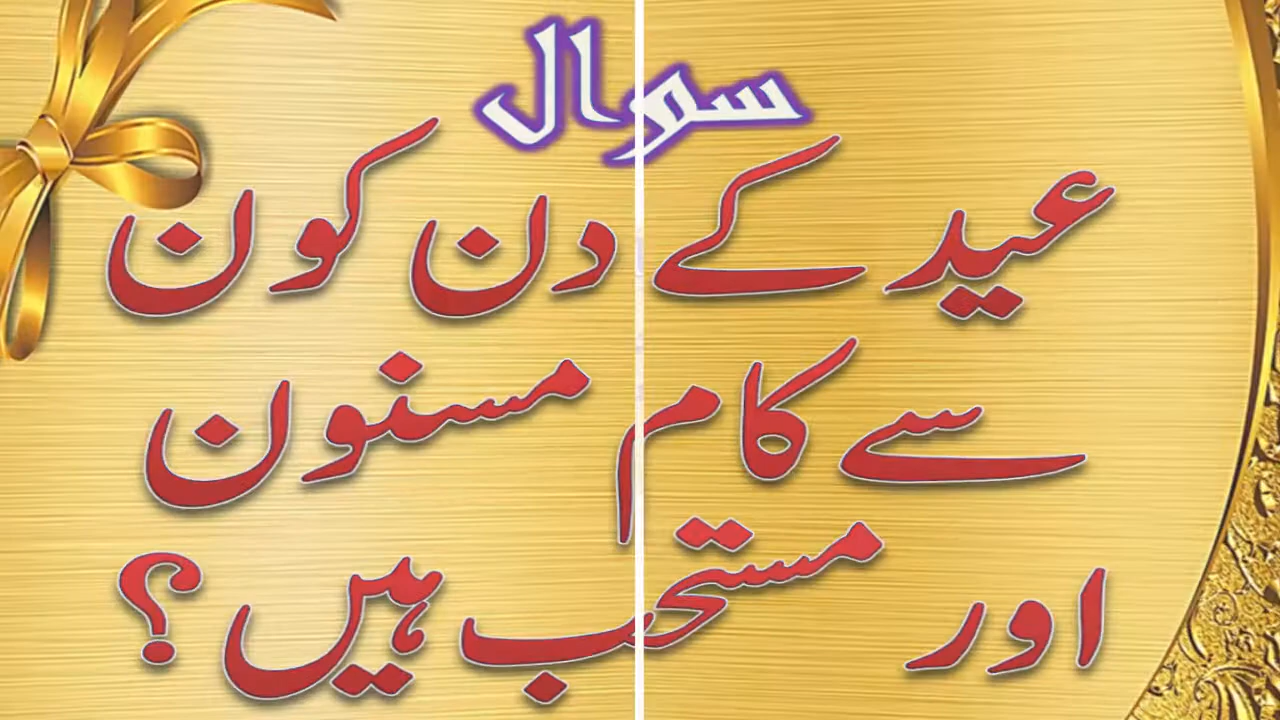 سوال
عید کے دن کون
سے کام مسنون
اور مستحب ہیں؟